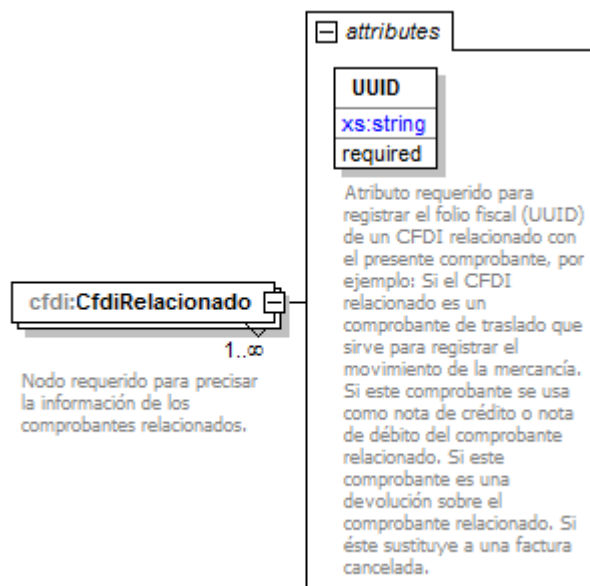 attributes
UUID
xs:string
required
Atributo requerido para
registrar el folio fiscal (UUID)
de un CFDI relacionado con
el presente comprobante, por
ejemplo: Si el CFDI
relacionado es un
comprobante de traslado que
sirve para registrar el
movimiento de la mercancía.
Si este comprobante se usa
como nota de crédito o nota
de débito del comprobante
relacionado. Si este
comprobante es una
devolución sobre el
comprobante relacionado. Si
éste sustituye a una factura
cancelada.
cfdi:CfdiRelacionado
1..∞
Nodo requerido para precisar
la información de los
comprobantes relacionados.